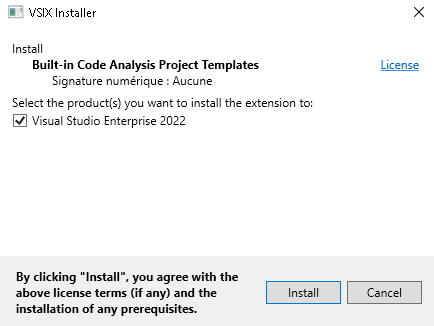 VSIX Installer
Install
Built-in Code Analysis Project Templates
License
Signature numérique : Aucune
Select the product(s) you want to install the extension to:
Visual Studio Enterprise 2022
By clicking "Install", you agree with the
above license terms (if any) and the
installation of any prerequisites.
Install
Cancel